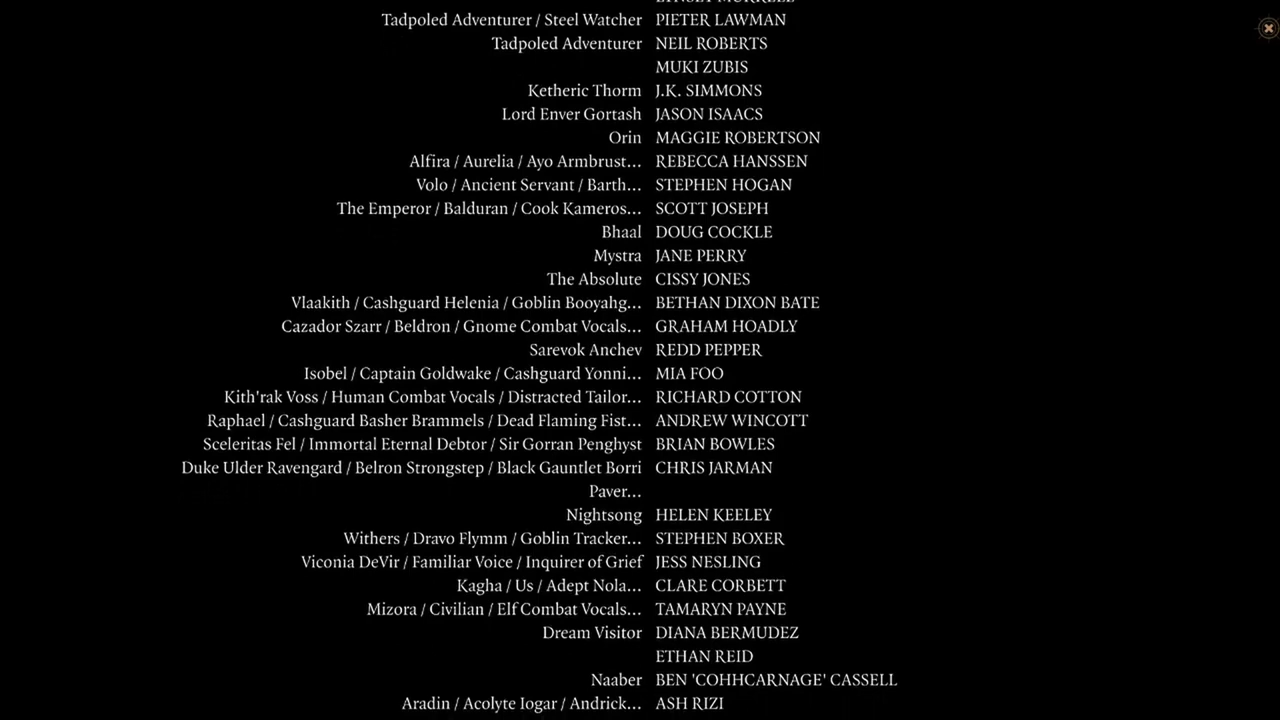 Tadpoled Adventurer / Steel Watcher PIETER LAWMAN
Tadpoled Adventurer NEIL ROBERTS
MUKI ZUBIS
Ketheric Thorm J.K. SIMMONS
Lord Enver Gortash JASON ISAACS
Orin MAGGIE ROBERTSON
Alfira / Aurelia / Ayo Armbrust... REBECCA HANSSEN
Volo / Ancient Servant / Barth... STEPHEN HOGAN
The Emperor / Balduran / Cook Kameros... SCOTT JOSEPH
Bhaal DOUG COCKLE
Mystra JANE PERRY
The Absolute CISSY JONES
Vlaakith / Cashguard Helenia / Goblin Booyahg... BETHAN DIXON BATE
Cazador Szarr / Beldron / Gnome Combat Vocals... GRAHAM HOADLY
Sarevok Anchev REDD PEPPER
Isobel / Captain Goldwake / Cashguard Yonni... MIA FOO
Kith'rak Voss / Human Combat Vocals / Distracted Tailor... RICHARD COTTON
Raphael / Cashguard Basher Brammels / Dead Flaming Fist... ANDREW WINCOTT
Sceleritas Fel / Immortal Eternal Debtor / Sir Gorran Penghyst BRIAN BOWLES
Duke Ulder Ravengard / Belron Strongstep / Black Gauntlet Borri CHRIS JARMAN
Paver...
Nightsong HELEN KEELEY
Withers / Dravo Flymm / Goblin Tracker... STEPHEN BOXER
Viconia DeVir / Familiar Voice / Inquirer of Grief JESS NESLING
Kagha / Us / Adept Nola... CLARE CORBETT
Mizora / Civilian / Elf Combat Vocals... TAMARYN PAYNE
Dream Visitor DIANA BERMUDEZ
ETHAN REID
Naaber BEN 'COHHCARNAGE' CASSELL
Aradin / Acolyte Iogar / Andrick... ASH RIZI